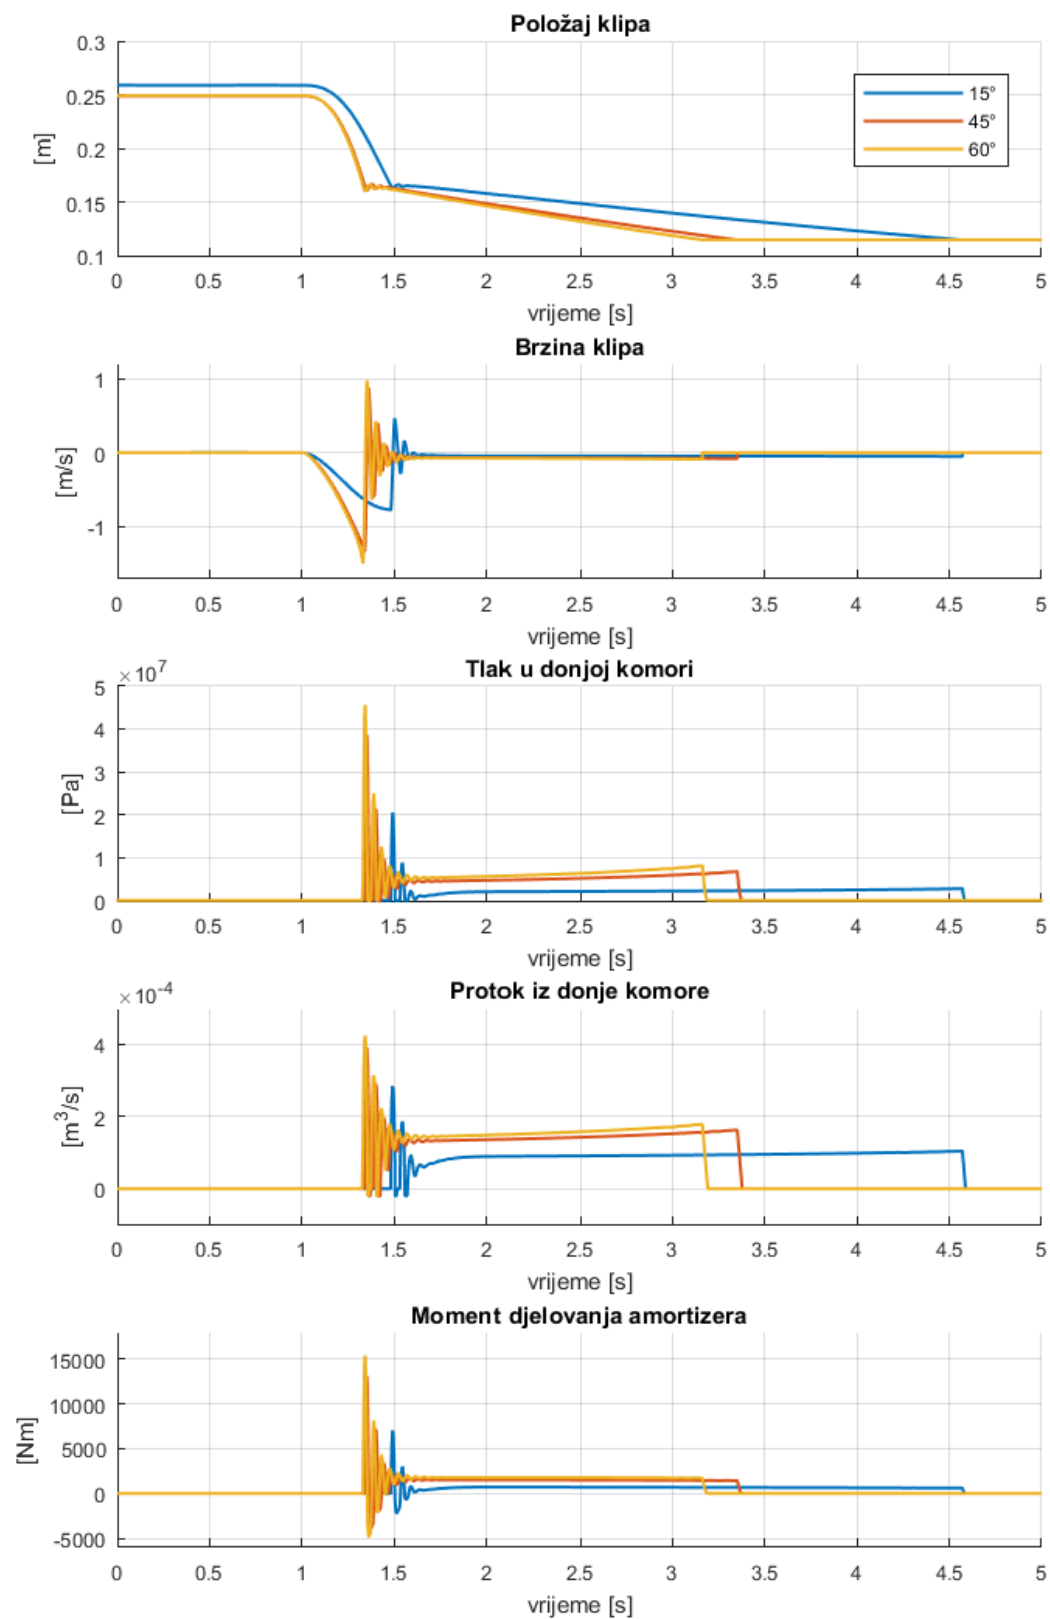 Položaj klipa
0.3
0.25
0.2
0.15
0.1
[m]
15°
45°
60°
0 0.5 1 1.5 2 2.5 3 3.5 4 4.5 5
vrijeme [s]
Brzina klipa
1
0
-1
[m/s]
0 0.5 1 1.5 2 2.5 3 3.5 4 4.5 5
vrijeme [s]
Tlak u donjoj komori
×10^7
5
4
3
2
1
0
[Pa]
0 0.5 1 1.5 2 2.5 3 3.5 4 4.5 5
vrijeme [s]
Protok iz donje komore
×10^-4
4
2
0
[m^3/s]
0 0.5 1 1.5 2 2.5 3 3.5 4 4.5 5
vrijeme [s]
Moment djelovanja amortizera
15000
10000
5000
0
-5000
[Nm]
0 0.5 1 1.5 2 2.5 3 3.5 4 4.5 5
vrijeme [s]